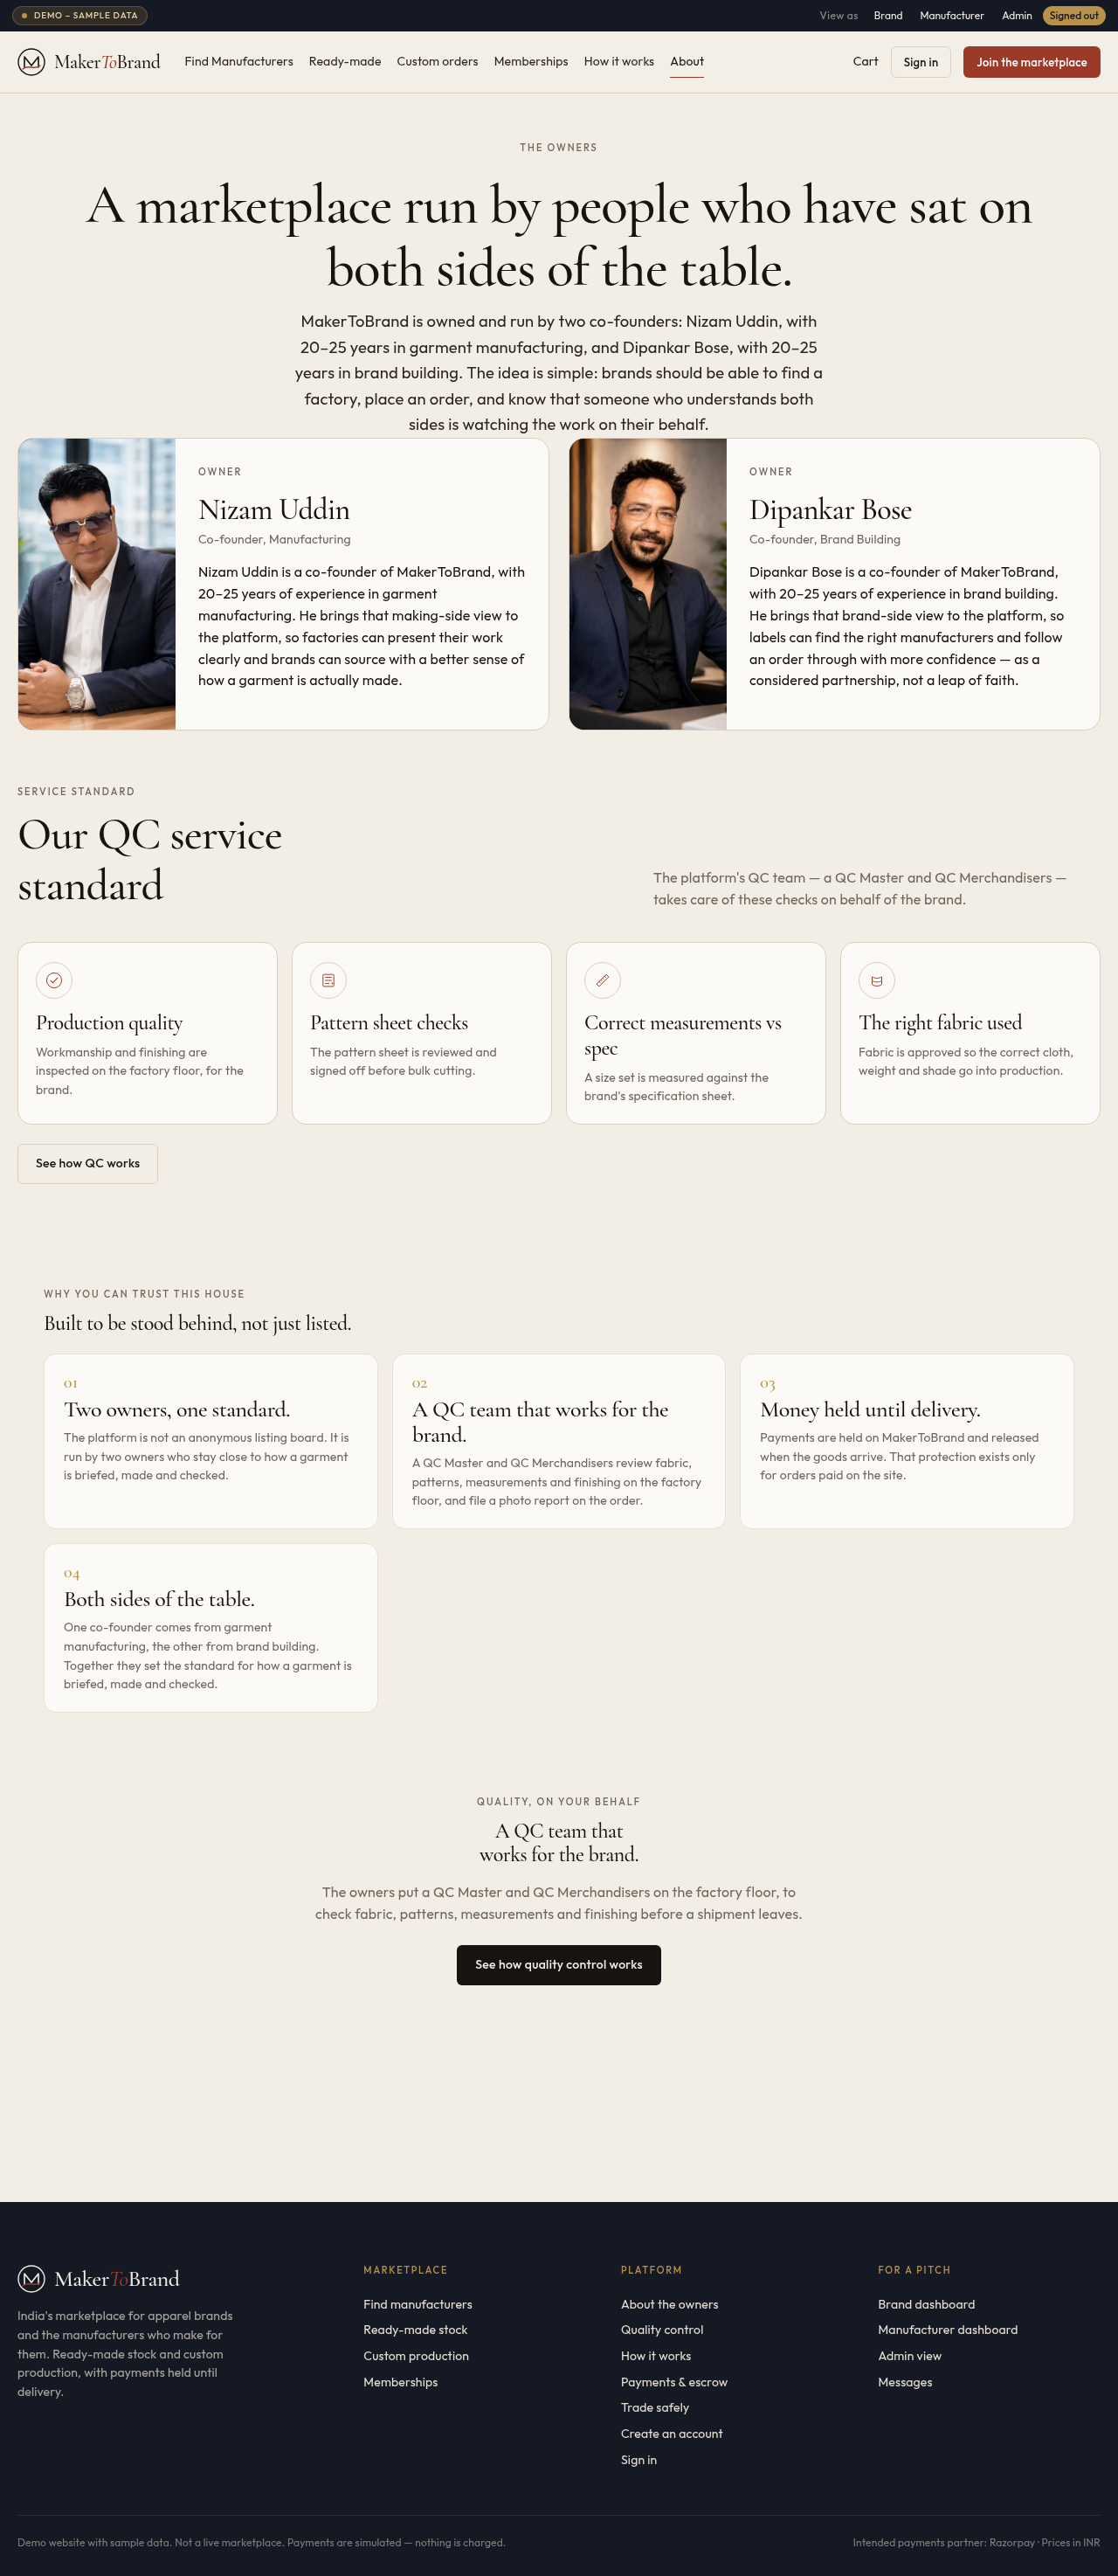 DEMO – SAMPLE DATA
View as Brand Manufacturer Admin Signed out
MakerToBrand Find Manufacturers Ready-made Custom orders Memberships How it works About Cart Sign in Join the marketplace
THE OWNERS
A marketplace run by people who have sat on
both sides of the table.
MakerToBrand is owned and run by two co-founders: Nizam Uddin, with
20–25 years in garment manufacturing, and Dipankar Bose, with 20–25
years in brand building. The idea is simple: brands should be able to find a
factory, place an order, and know that someone who understands both
sides is watching the work on their behalf.
OWNER
Nizam Uddin
Co-founder, Manufacturing
Nizam Uddin is a co-founder of MakerToBrand, with
20–25 years of experience in garment
manufacturing. He brings that making-side view to
the platform, so factories can present their work
clearly and brands can source with a better sense of
how a garment is actually made.
OWNER
Dipankar Bose
Co-founder, Brand Building
Dipankar Bose is a co-founder of MakerToBrand,
with 20–25 years of experience in brand building.
He brings that brand-side view to the platform, so
labels can find the right manufacturers and follow
an order through with more confidence — as a
considered partnership, not a leap of faith.
SERVICE STANDARD
Our QC service
standard
The platform's QC team — a QC Master and QC Merchandisers —
takes care of these checks on behalf of the brand.
Production quality
Workmanship and finishing are
inspected on the factory floor, for the
brand.
Pattern sheet checks
The pattern sheet is reviewed and
signed off before bulk cutting.
Correct measurements vs
spec
A size set is measured against the
brand's specification sheet.
The right fabric used
Fabric is approved so the correct cloth,
weight and shade go into production.
See how QC works
WHY YOU CAN TRUST THIS HOUSE
Built to be stood behind, not just listed.
01
Two owners, one standard.
The platform is not an anonymous listing board. It is
run by two owners who stay close to how a garment
is briefed, made and checked.
02
A QC team that works for the
brand.
A QC Master and QC Merchandisers review fabric,
patterns, measurements and finishing on the factory
floor, and file a photo report on the order.
03
Money held until delivery.
Payments are held on MakerToBrand and released
when the goods arrive. That protection exists only
for orders paid on the site.
04
Both sides of the table.
One co-founder comes from garment
manufacturing, the other from brand building.
Together they set the standard for how a garment is
briefed, made and checked.
QUALITY, ON YOUR BEHALF
A QC team that
works for the brand.
The owners put a QC Master and QC Merchandisers on the factory floor, to
check fabric, patterns, measurements and finishing before a shipment leaves.
See how quality control works
MakerToBrand
India's marketplace for apparel brands
and the manufacturers who make for
them. Ready-made stock and custom
production, with payments held until
delivery.
MARKETPLACE
Find manufacturers
Ready-made stock
Custom production
Memberships
PLATFORM
About the owners
Quality control
How it works
Payments & escrow
Trade safely
Create an account
Sign in
FOR A PITCH
Brand dashboard
Manufacturer dashboard
Admin view
Messages
Demo website with sample data. Not a live marketplace. Payments are simulated — nothing is charged.
Intended payments partner: Razorpay · Prices in INR